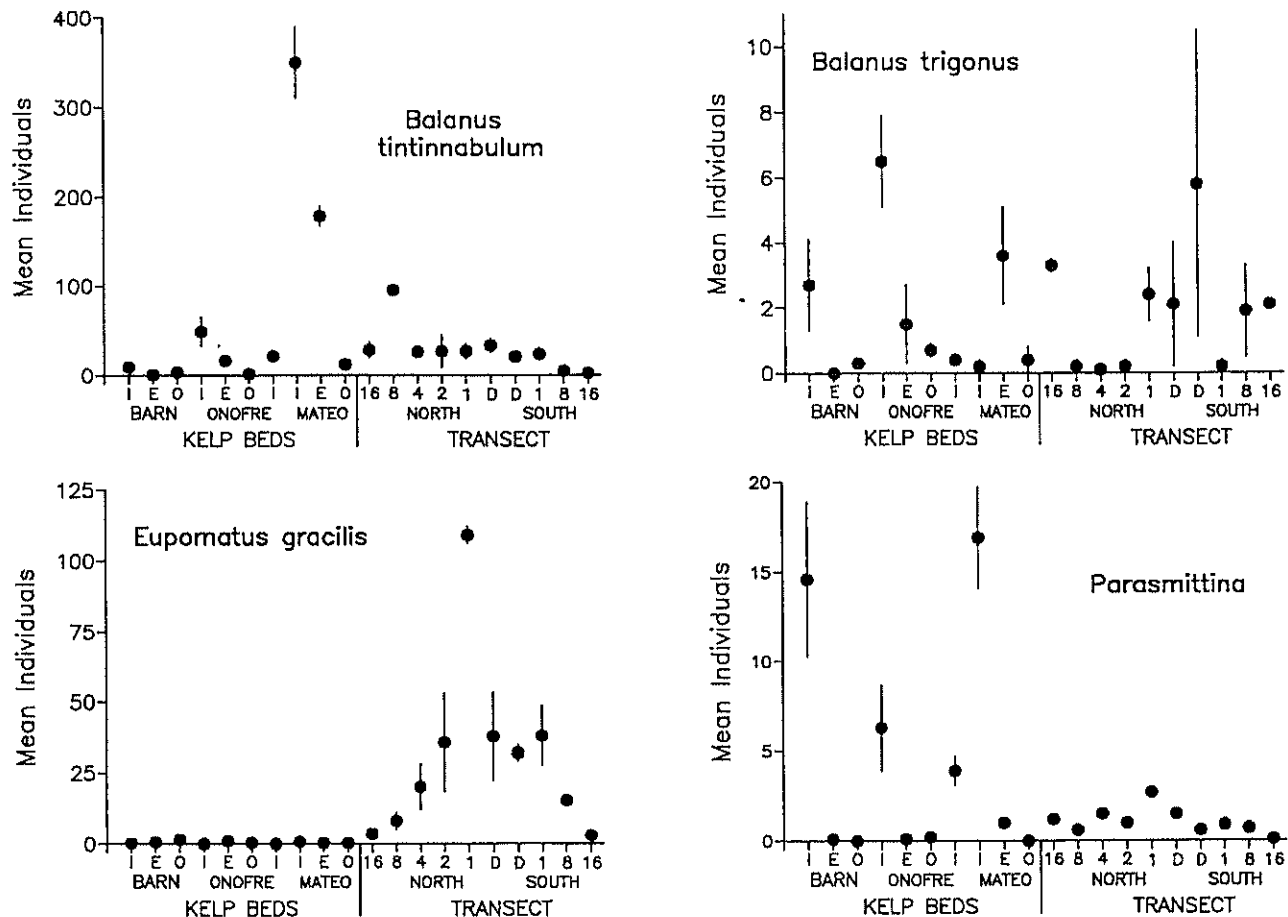 400
300
200
100
0
Mean Individuals
Balanus
tintinnabulum
I E O I E O I I E O 16 8 4 2 1 D D 1 8 16
BARN ONOFRE MATEO NORTH SOUTH
KELP BEDS TRANSECT
10
8
6
4
2
0
Mean Individuals
Balanus trigonus
I E O I E O I I E O 16 8 4 2 1 D D 1 8 16
BARN ONOFRE MATEO NORTH SOUTH
KELP BEDS TRANSECT
125
100
75
50
25
0
Mean Individuals
Eupomatus gracilis
I E O I E O I I E O 16 8 4 2 1 D D 1 8 16
BARN ONOFRE MATEO NORTH SOUTH
KELP BEDS TRANSECT
20
15
10
5
0
Mean Individuals
Parasmittina
I E O I E O I I E O 16 8 4 2 1 D D 1 8 16
BARN ONOFRE MATEO NORTH SOUTH
KELP BEDS TRANSECT